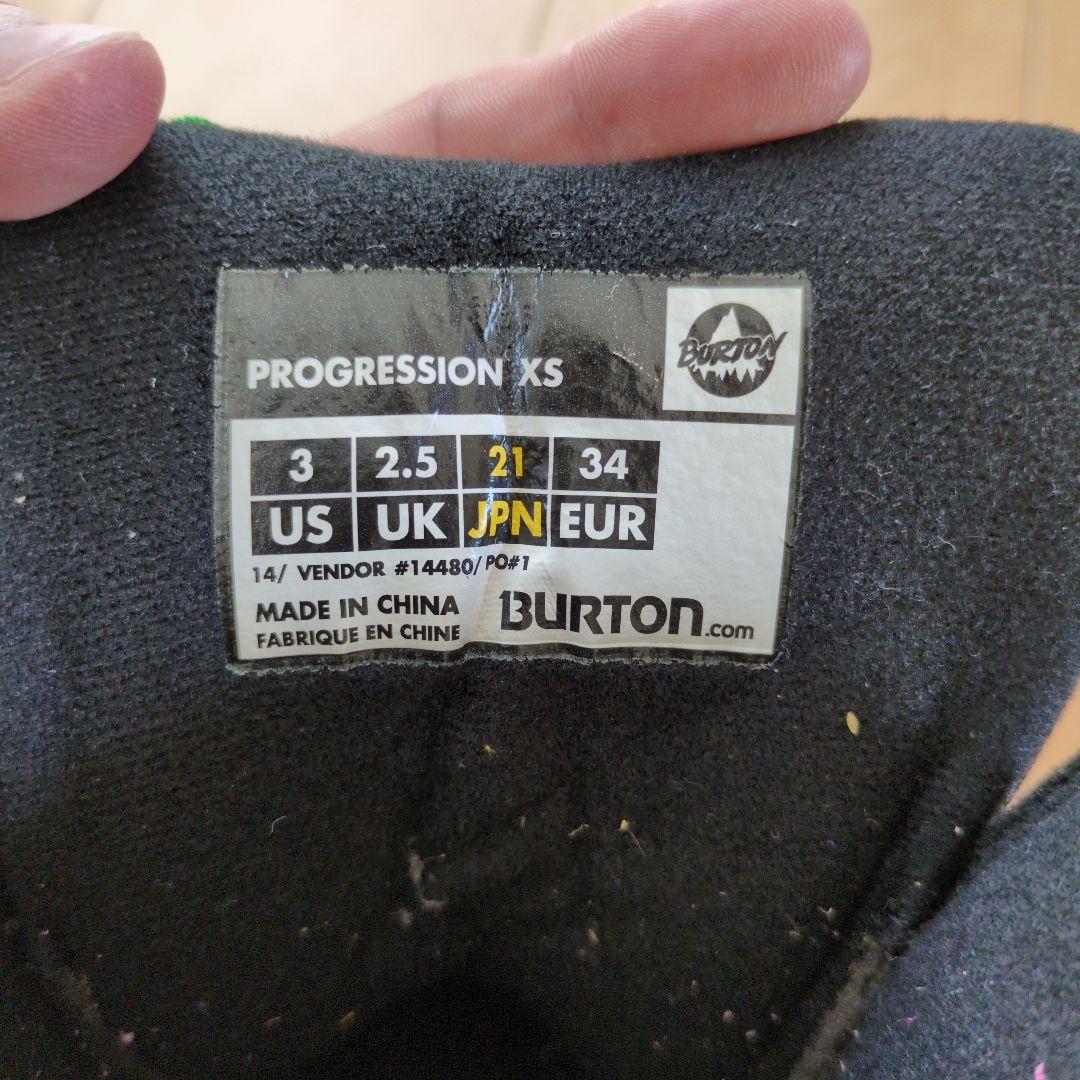 PROGRESSION XS
BURTON
3 2.5 21 34
US UK JPN EUR
14/ VENDOR #14480/ PO#1
MADE IN CHINA
FABRIQUE EN CHINE
BURTON.com